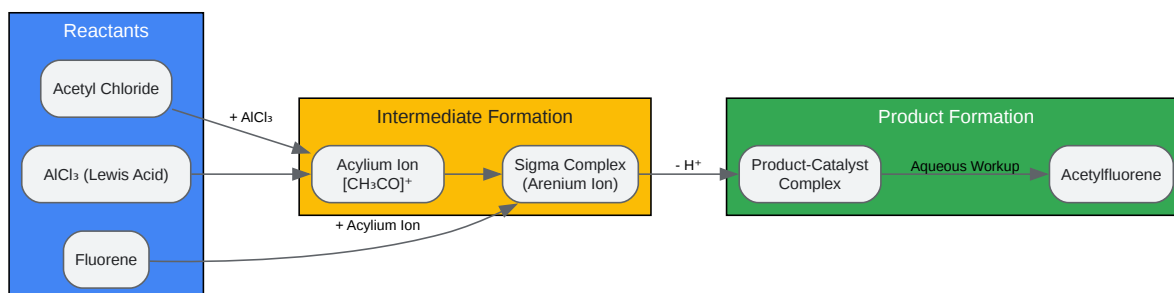 Reactants
Acetyl Chloride
AlCl₃ (Lewis Acid)
Fluorene
+ AlCl₃
+ Acylium Ion
Intermediate Formation
Acylium Ion
[CH₃CO]⁺
Sigma Complex
(Arenium Ion)
- H⁺
Product Formation
Product-Catalyst
Complex
Aqueous Workup
Acetylfluorene